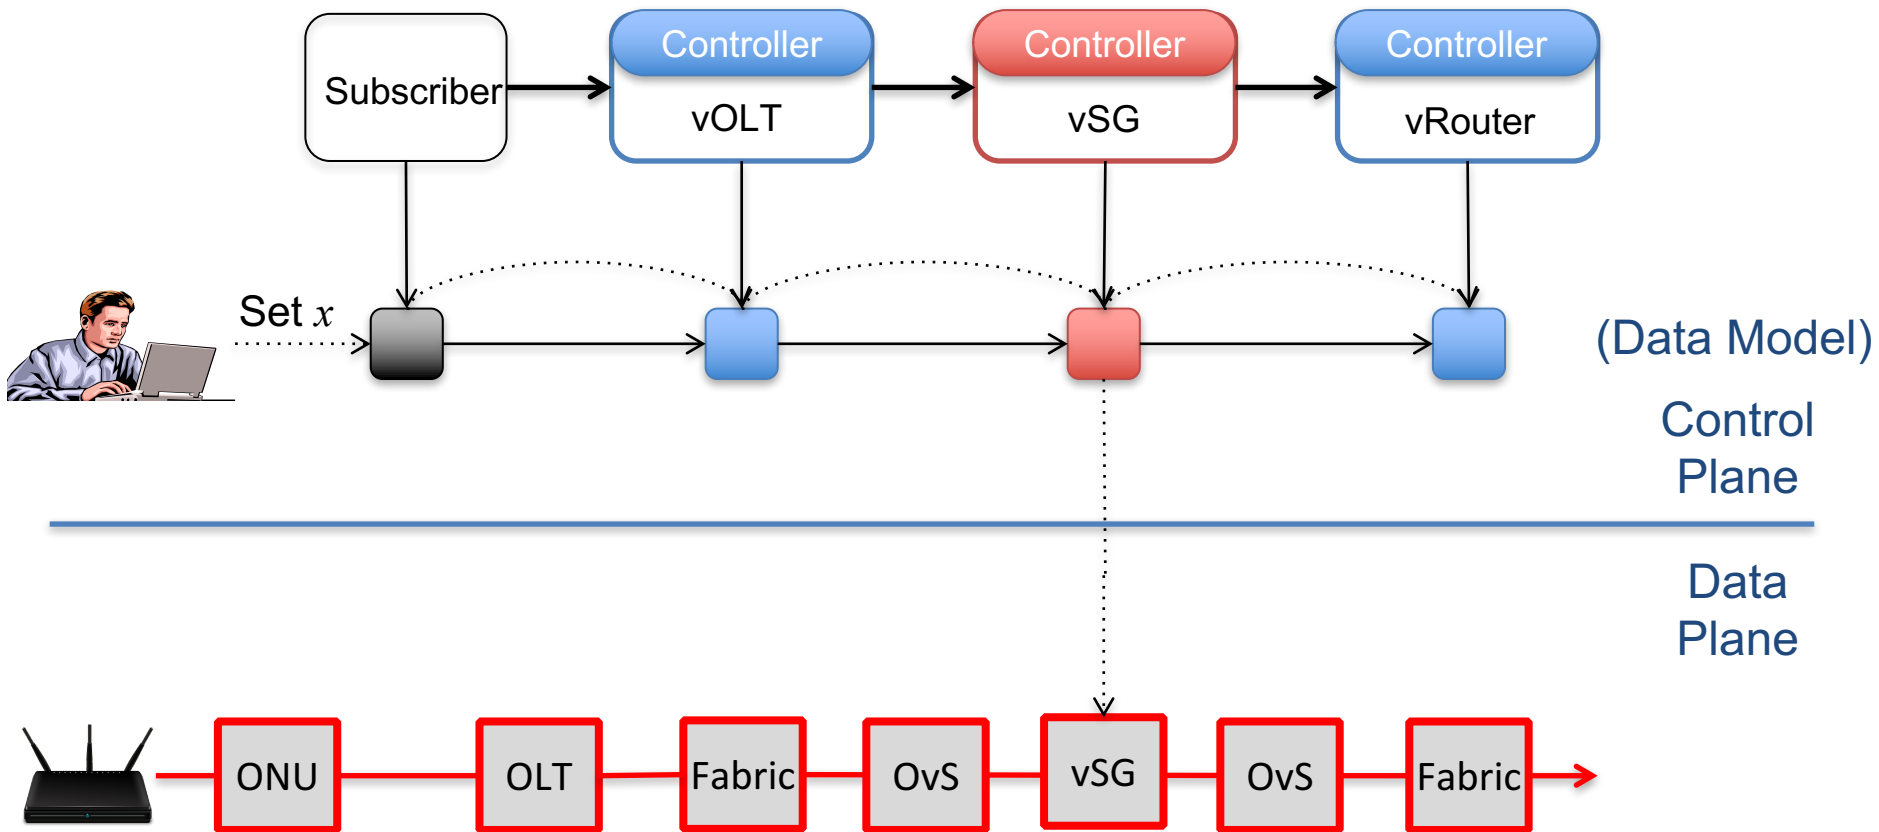 Controller
Controller
Controller
Subscriber
vOLT
vSG
vRouter
Set x
(Data Model)
Control
Plane
Data
Plane
ONU
OLT
Fabric
OvS
vSG
OvS
Fabric